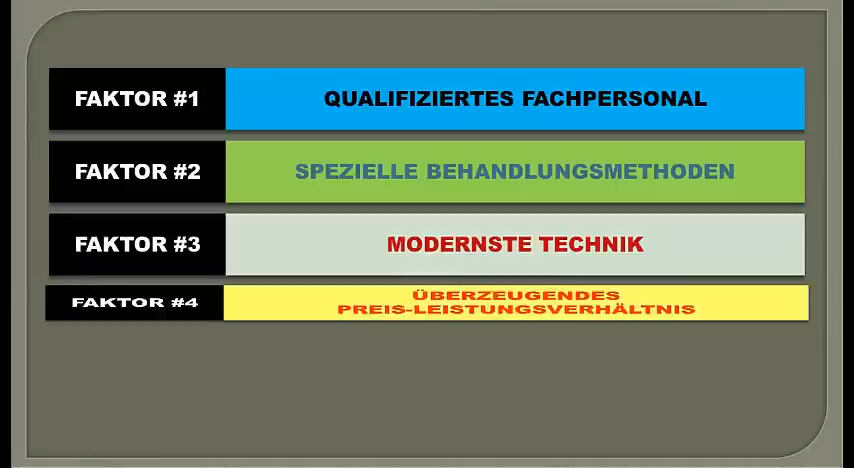 FAKTOR #1 QUALIFIZIERTES FACHPERSONAL
FAKTOR #2 SPEZIELLE BEHANDLUNGSMETHODEN
FAKTOR #3 MODERNSTE TECHNIK
FAKTOR #4 ÜBERZEUGENDES
PREIS-LEISTUNGSVERHÄLTNIS